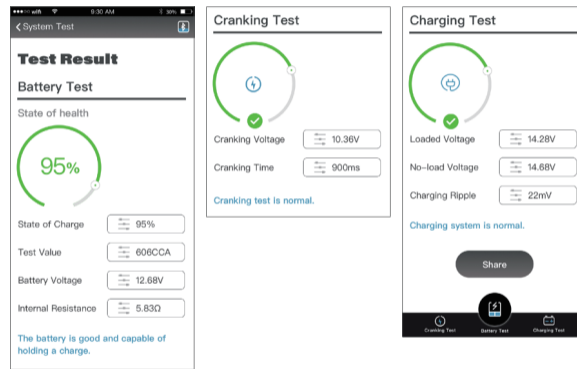 wifi
9:30 AM
30%
System Test
Test Result
Battery Test
State of health
95%
State of Charge
95%
Test Value
606CCA
Battery Voltage
12.68V
Internal Resistance
5.83Ω
The battery is good and capable of
holding a charge.
Cranking Test
Cranking Voltage
10.36V
Cranking Time
900ms
Cranking test is normal.
Charging Test
Loaded Voltage
14.28V
No-load Voltage
14.68V
Charging Ripple
22mV
Charging system is normal.
Share
Cranking Test
Battery Test
Charging Test